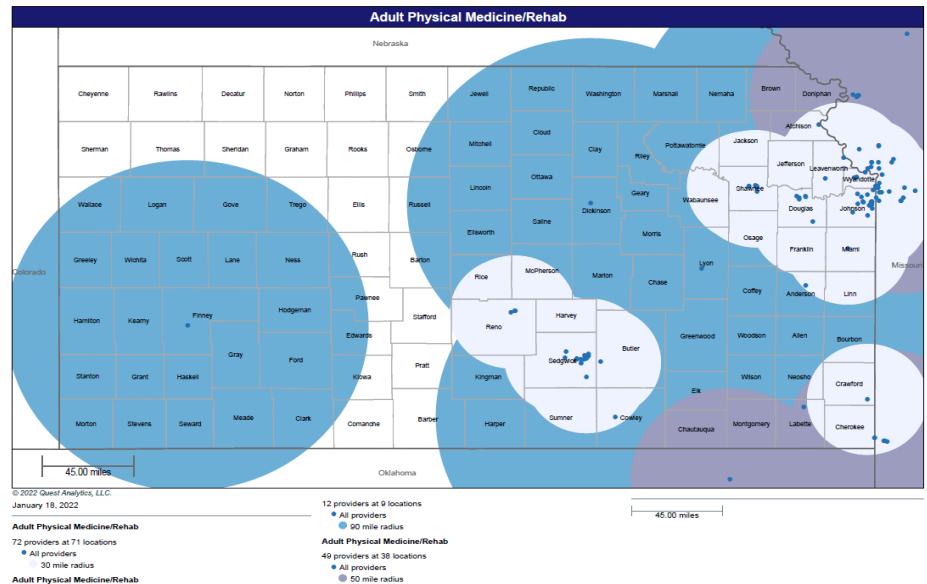 Adult Physical Medicine/Rehab
Nebraska
Cheyenne Rawlins Decatur Norton Phillips Smith Jewell Republic Washington Marshall Nemaha Brown Doniphan
Atchison
Sherman Thomas Sheridan Graham Rooks Osborne Mitchell Cloud Clay Riley Pottawatomie Jackson
Jefferson Leavenworth
Wyandotte
Wallace Logan Gove Trego Ellis Russell Lincoln Ottawa Dickinson Geary Wabaunsee Shawnee Douglas Johnson
Ellsworth Saline Morris Osage Franklin Miami
Colorado Greeley Wichita Scott Lane Ness Rush Barton Rice McPherson Marion Chase Lyon Coffey Anderson Linn Missouri
Hamilton Kearny Finney Hodgeman Pawnee Stafford Reno Harvey
Edwards Sedgwick Butler Greenwood Woodson Allen Bourbon
Stanton Grant Haskell Gray Ford Kiowa Pratt Kingman Elk Wilson Neosho Crawford
Morton Stevens Seward Meade Clark Comanche Barber Harper Sumner Cowley Chautauqua Montgomery Labette Cherokee
45.00 miles
Oklahoma
© 2022 Quest Analytics, LLC.
January 18, 2022
Adult Physical Medicine/Rehab
72 providers at 71 locations
All providers
30 mile radius
Adult Physical Medicine/Rehab
12 providers at 9 locations
All providers
90 mile radius
Adult Physical Medicine/Rehab
49 providers at 38 locations
All providers
50 mile radius
45.00 miles